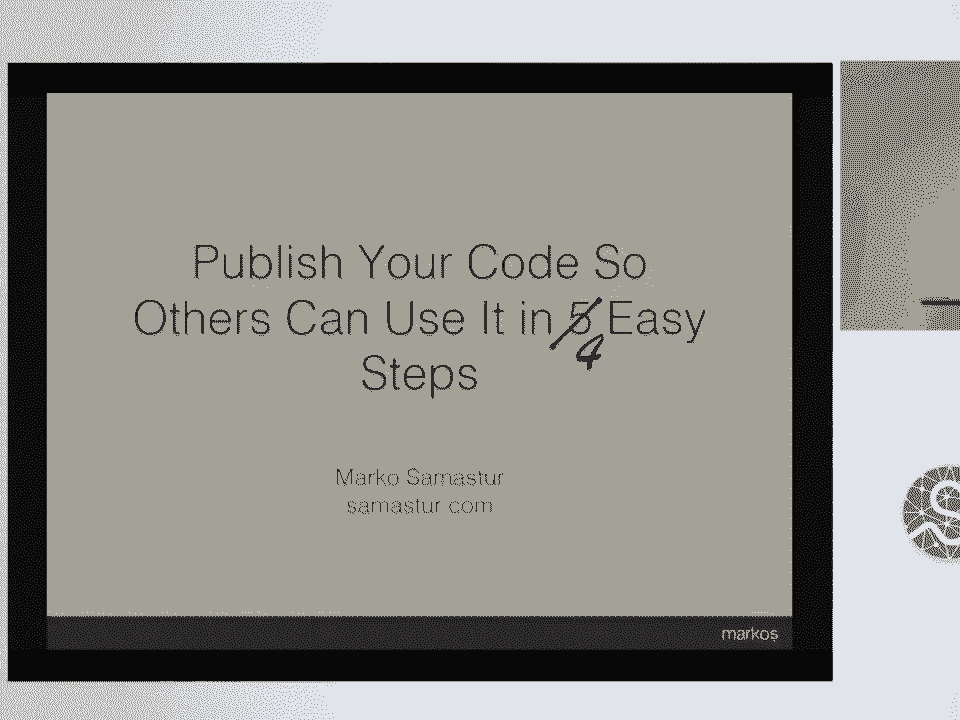 Publish Your Code So
Others Can Use It in 5 Easy
4
Steps
Marko Samastur
samastur.com
markos